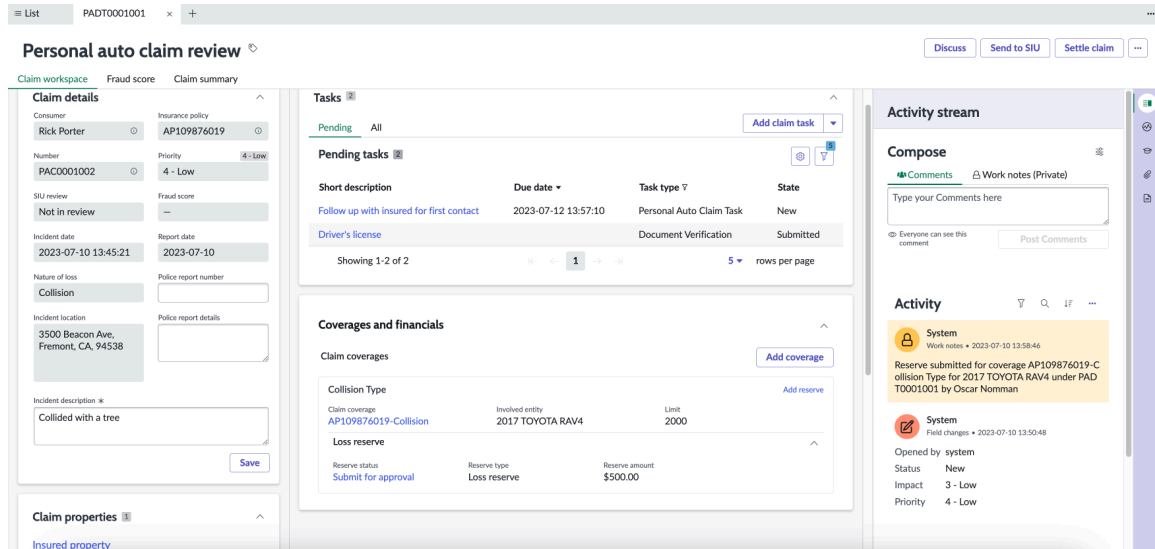 List
PADT0001001
Personal auto claim review
Discuss
Send to SIU
Settle claim
Claim workspace
Fraud score
Claim summary
Claim details
Consumer
Insurance policy
Rick Porter
AP109876019
Number
Priority
4 - Low
PAC0001002
4 - Low
SIU review
Fraud score
Not in review
—
Incident date
Report date
2023-07-10 13:45:21
2023-07-10
Nature of loss
Police report number
Collision
Incident location
Police report details
3500 Beacon Ave,
Fremont, CA, 94538
Incident description *
Collided with a tree
Save
Claim properties 1
Insured property
Tasks 2
Pending
All
Add claim task
Pending tasks 2
5
Short description
Due date
Task type
State
Follow up with insured for first contact
2023-07-12 13:57:10
Personal Auto Claim Task
New
Driver's license
Document Verification
Submitted
Showing 1-2 of 2
1
5
rows per page
Coverages and financials
Claim coverages
Add coverage
Collision Type
Add reserve
Claim coverage
Involved entity
Limit
AP109876019-Collision
2017 TOYOTA RAV4
2000
Loss reserve
Reserve status
Reserve type
Reserve amount
Submit for approval
Loss reserve
$500.00
Activity stream
Compose
Comments
Work notes (Private)
Type your Comments here
Everyone can see this
comment
Post Comments
Activity
System
Work notes • 2023-07-10 13:58:46
Reserve submitted for coverage AP109876019-C
ollision Type for 2017 TOYOTA RAV4 under PAD
T0001001 by Oscar Nomman
System
Field changes • 2023-07-10 13:50:48
Opened by system
Status New
Impact 3 - Low
Priority 4 - Low